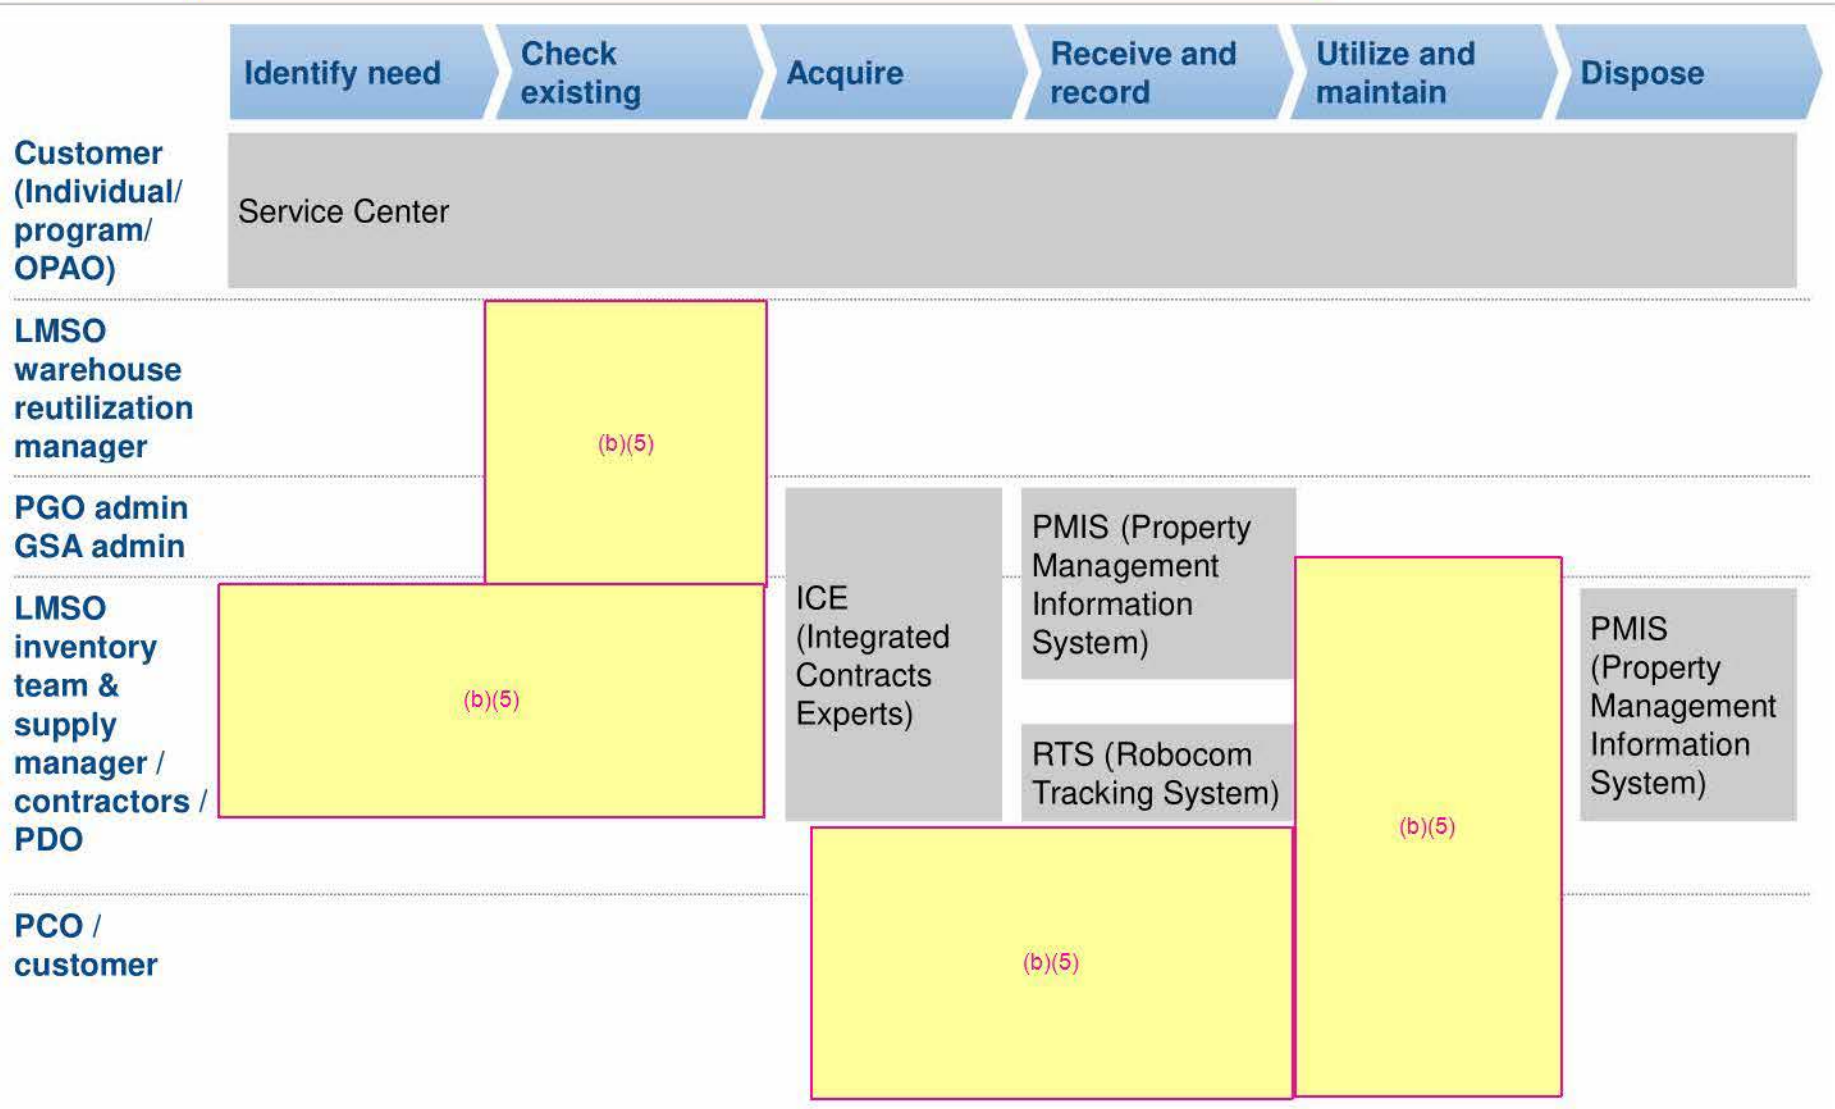 Identify need
Check
existing
Acquire
Receive and
record
Utilize and
maintain
Dispose
Customer
(Individual/
program/
OPAO)
Service Center
LMSO
warehouse
reutilization
manager
(b)(5)
PGO admin
GSA admin
ICE
(Integrated
Contracts
Experts)
PMIS (Property
Management
Information
System)
LMSO
inventory
team &
supply
manager /
contractors /
PDO
(b)(5)
RTS (Robocom
Tracking System)
(b)(5)
PMIS
(Property
Management
Information
System)
PCO /
customer
(b)(5)